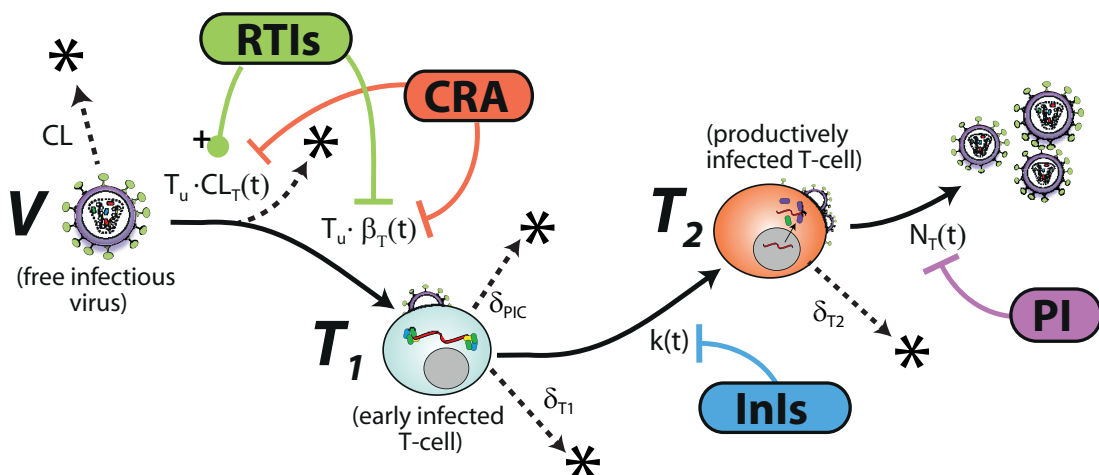 RTIs
CRA
CL
+
T_u·CL_T(t)
V
(free infectious
virus)
T_u· β_T(t)
T_1
(early infected
T-cell)
δ_PIC
δ_T1
(productively
infected T-cell)
T_2
k(t)
InIs
δ_T2
N_T(t)
PI